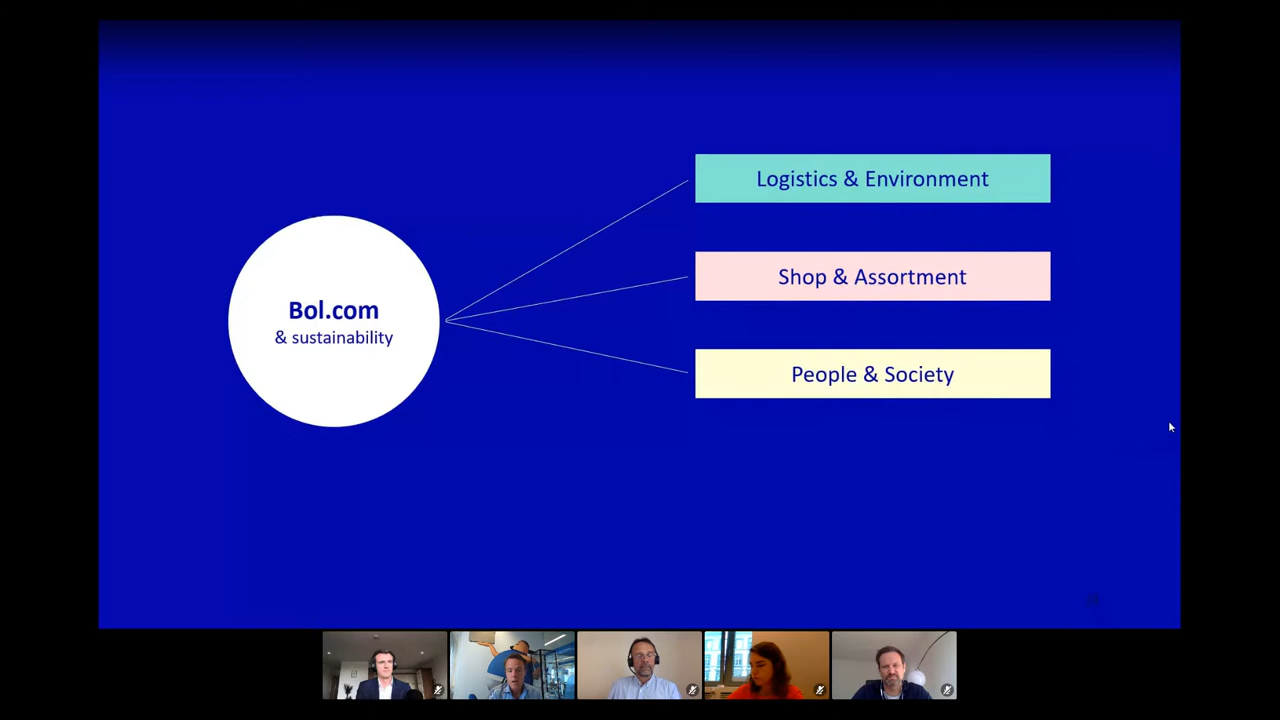 Bol.com
& sustainability
Logistics & Environment
Shop & Assortment
People & Society